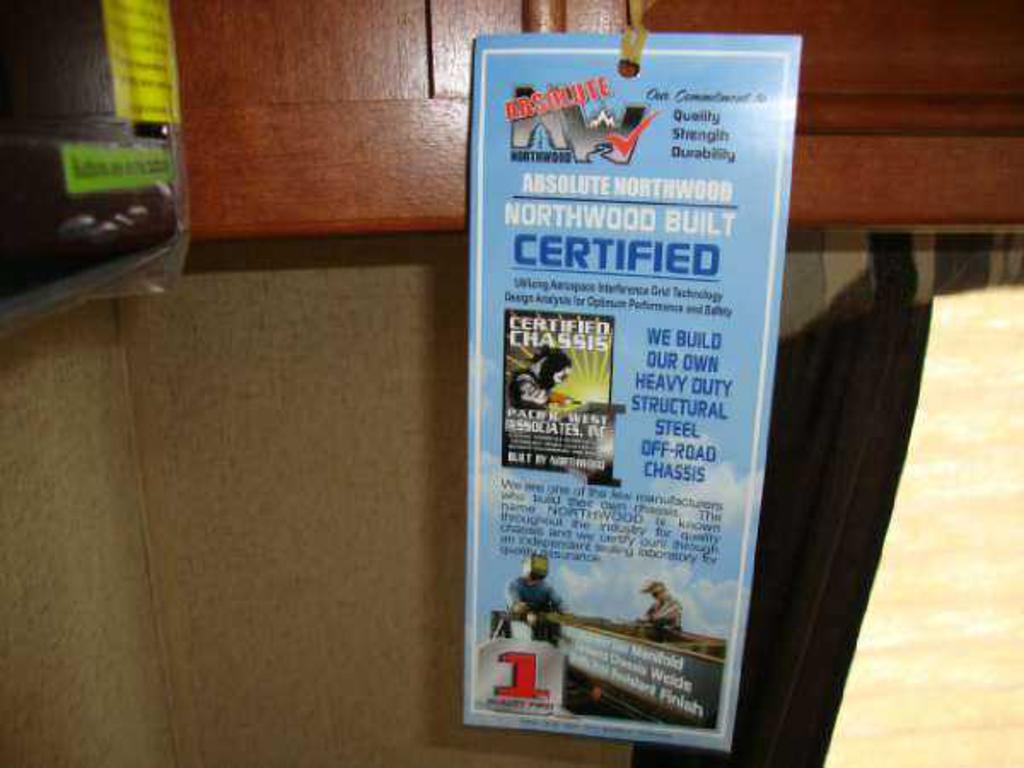 ABSOLUTE
NORTHWOOD
Our Commitment to
Quality
Strength
Durability
ABSOLUTE NORTHWOOD
NORTHWOOD BUILT
CERTIFIED
Utilizing Aerospace Interference Grid Technology
Design Analysis for Optimum Performance and Safety
CERTIFIED
CHASSIS
PACIFIC WEST
ASSOCIATES, INC
BUILT BY NORTHWOOD
WE BUILD
OUR OWN
HEAVY DUTY
STRUCTURAL
STEEL
OFF-ROAD
CHASSIS
We are one of the few manufacturers
who build their own chassis. The
name NORTHWOOD is known
throughout the industry for quality
chassis and we certify ours through
an independent testing laboratory for
quality assurance.
Manifold
Chassis Welds
Resistant Finish
1